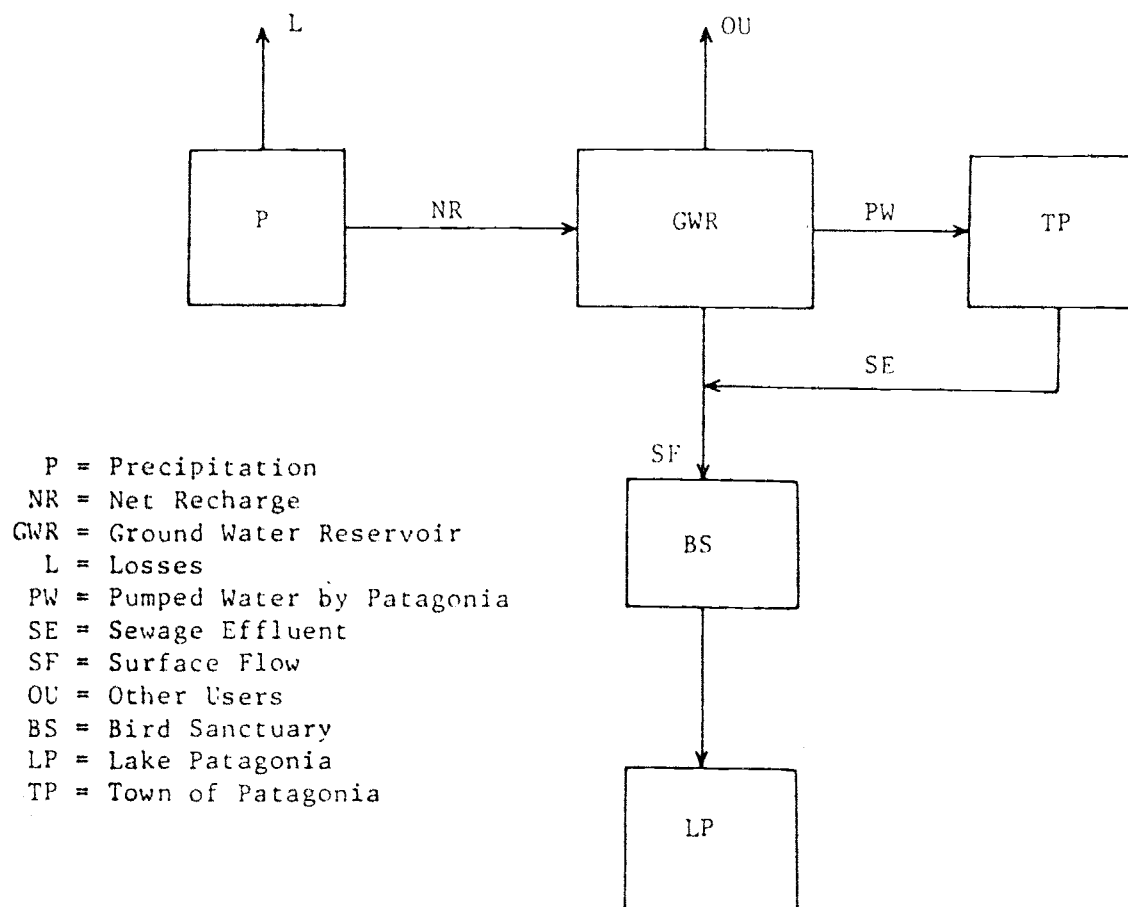 L
OU
P
NR
GWR
PW
TP
SE
SF
BS
LP
P = Precipitation
NR = Net Recharge
GWR = Ground Water Reservoir
L = Losses
PW = Pumped Water by Patagonia
SE = Sewage Effluent
SF = Surface Flow
OU = Other Users
BS = Bird Sanctuary
LP = Lake Patagonia
TP = Town of Patagonia